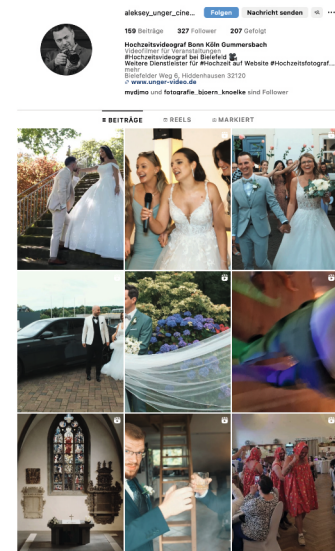 aleksey_unger_cine... Folgen Nachricht senden
159 Beiträge 327 Follower 207 Gefolgt
Hochzeitsvideograf Bonn Köln Gummersbach
Videofilmer für Veranstaltungen
#Hochzeitsvideograf bei Bielefeld
Weitere Dienstleister für #Hochzeit auf Website #Hochzeitsfotograf...
mehr
Bielefelder Weg 6, Hiddenhausen 32120
www.unger-video.de
mydjmo und fotografie_bjoern_knoelke sind Follower
BEITRÄGE REELS MARKIERT